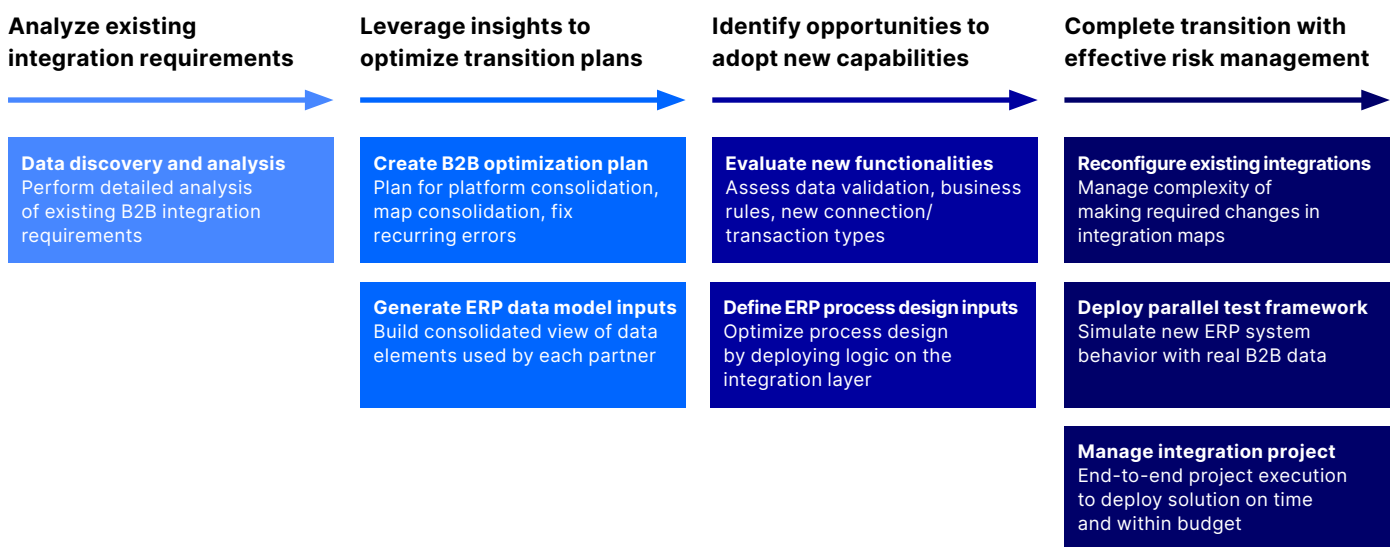 Analyze existing
integration requirements
Data discovery and analysis
Perform detailed analysis
of existing B2B integration
requirements
Leverage insights to
optimize transition plans
Create B2B optimization plan
Plan for platform consolidation,
map consolidation, fix
recurring errors
Generate ERP data model inputs
Build consolidated view of data
elements used by each partner
Identify opportunities to
adopt new capabilities
Evaluate new functionalities
Assess data validation, business
rules, new connection/
transaction types
Define ERP process design inputs
Optimize process design
by deploying logic on the
integration layer
Complete transition with
effective risk management
Reconfigure existing integrations
Manage complexity of
making required changes in
integration maps
Deploy parallel test framework
Simulate new ERP system
behavior with real B2B data
Manage integration project
End-to-end project execution
to deploy solution on time
and within budget